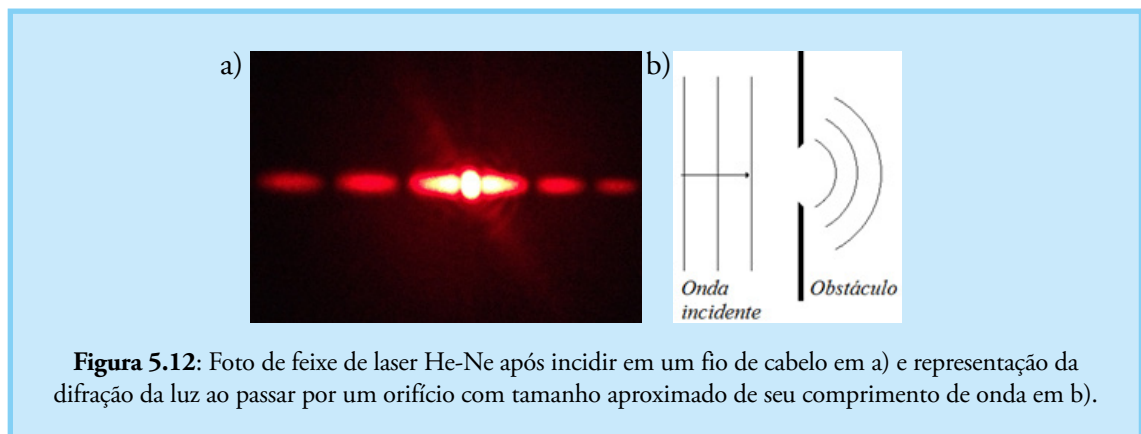 a)
b)
Onda
incidente
Obstáculo
Figura 5.12: Foto de feixe de laser He-Ne após incidir em um fio de cabelo em a) e representação da
difração da luz ao passar por um orifício com tamanho aproximado de seu comprimento de onda em b).